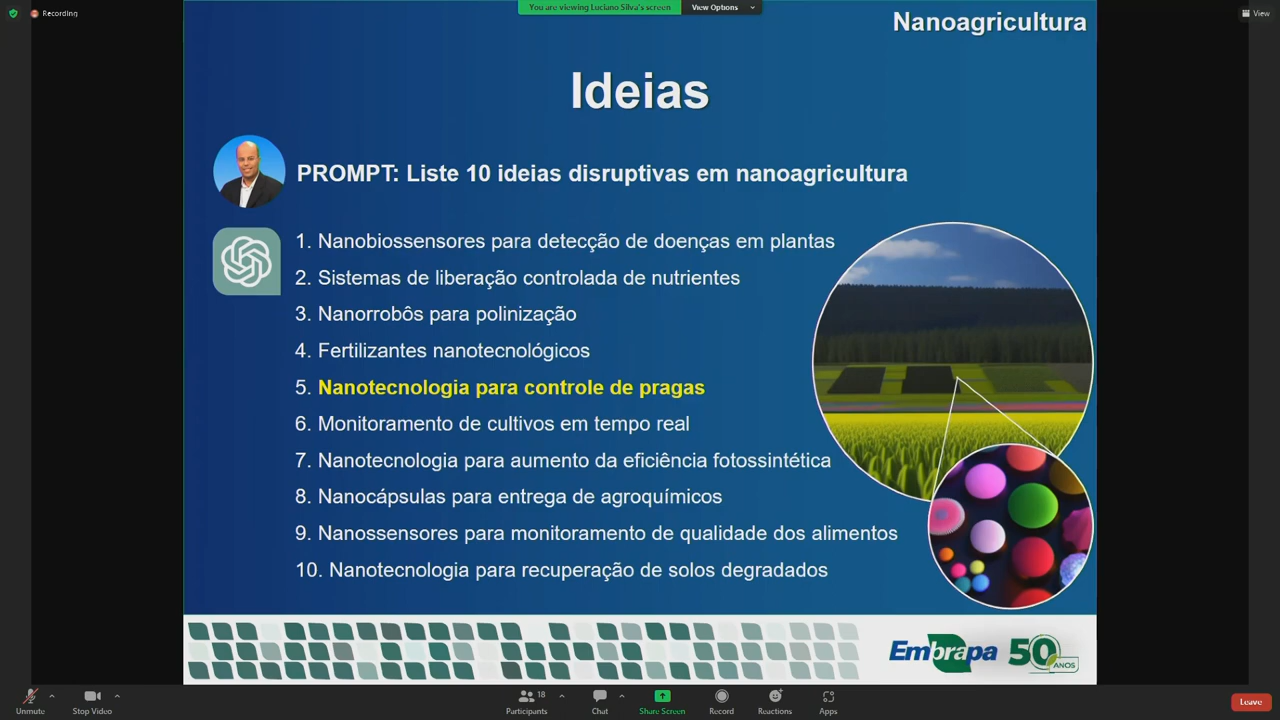 Recording
You are viewing Luciano Silva's screen
View Options
View
Nanoagricultura
Ideias
PROMPT: Liste 10 ideias disruptivas em nanoagricultura
1. Nanobiossensores para detecção de doenças em plantas
2. Sistemas de liberação controlada de nutrientes
3. Nanorrobôs para polinização
4. Fertilizantes nanotecnológicos
5. Nanotecnologia para controle de pragas
6. Monitoramento de cultivos em tempo real
7. Nanotecnologia para aumento da eficiência fotossintética
8. Nanocápsulas para entrega de agroquímicos
9. Nanossensores para monitoramento de qualidade dos alimentos
10. Nanotecnologia para recuperação de solos degradados
Embrapa 50 ANOS
Unmute
Stop Video
18
Participants
Chat
Share Screen
Record
Reactions
Apps
Leave